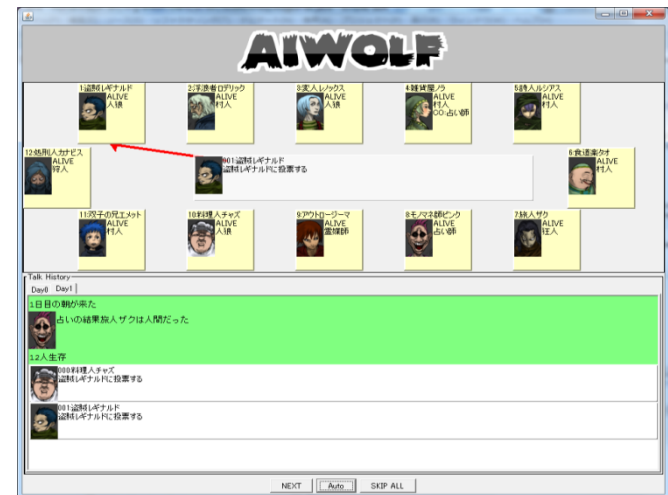 AIWOLF
1:盗賊レギナルド
ALIVE
人狼
2:浮浪者ロデリック
ALIVE
村人
3:変人レノックス
ALIVE
人狼
4:雑貨屋ノラ
ALIVE
村人
CO:占い師
5:詩人ルシアス
ALIVE
村人
12:処刑人カナビス
ALIVE
狩人
001:盗賊レギナルド
盗賊レギナルドに投票する
6:食道楽タオ
ALIVE
村人
11:双子の兄エメット
ALIVE
村人
10:料理人チャズ
ALIVE
人狼
9:アウトロージーマ
ALIVE
霊媒師
8:モノマネ師ピンク
ALIVE
占い師
7:旅人ザク
ALIVE
狂人
Talk History
Day0 Day1
1日目の朝が来た
占いの結果旅人ザクは人間だった
12人生存
000:料理人チャズ
盗賊レギナルドに投票する
001:盗賊レギナルド
盗賊レギナルドに投票する
NEXT Auto SKIP ALL